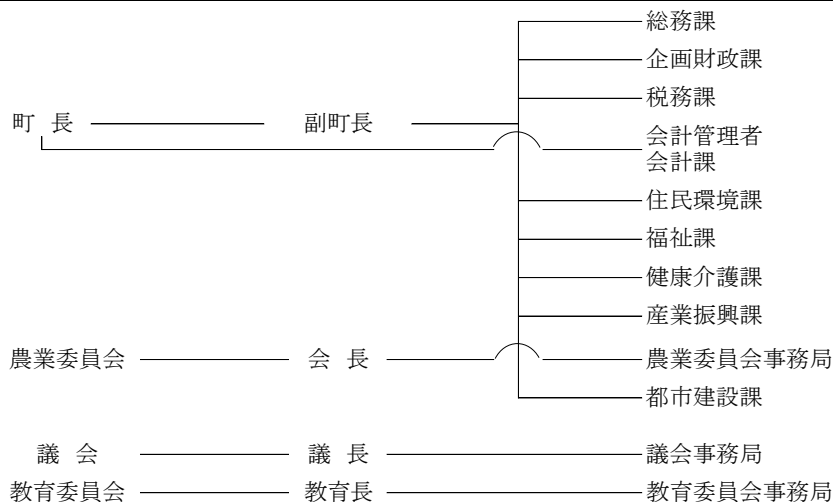 総務課
企画財政課
税務課
町 長 副町長
会計管理者
会計課
住民環境課
福祉課
健康介護課
産業振興課
農業委員会 会 長 農業委員会事務局
都市建設課
議 会 議 長 議会事務局
教育委員会 教育長 教育委員会事務局